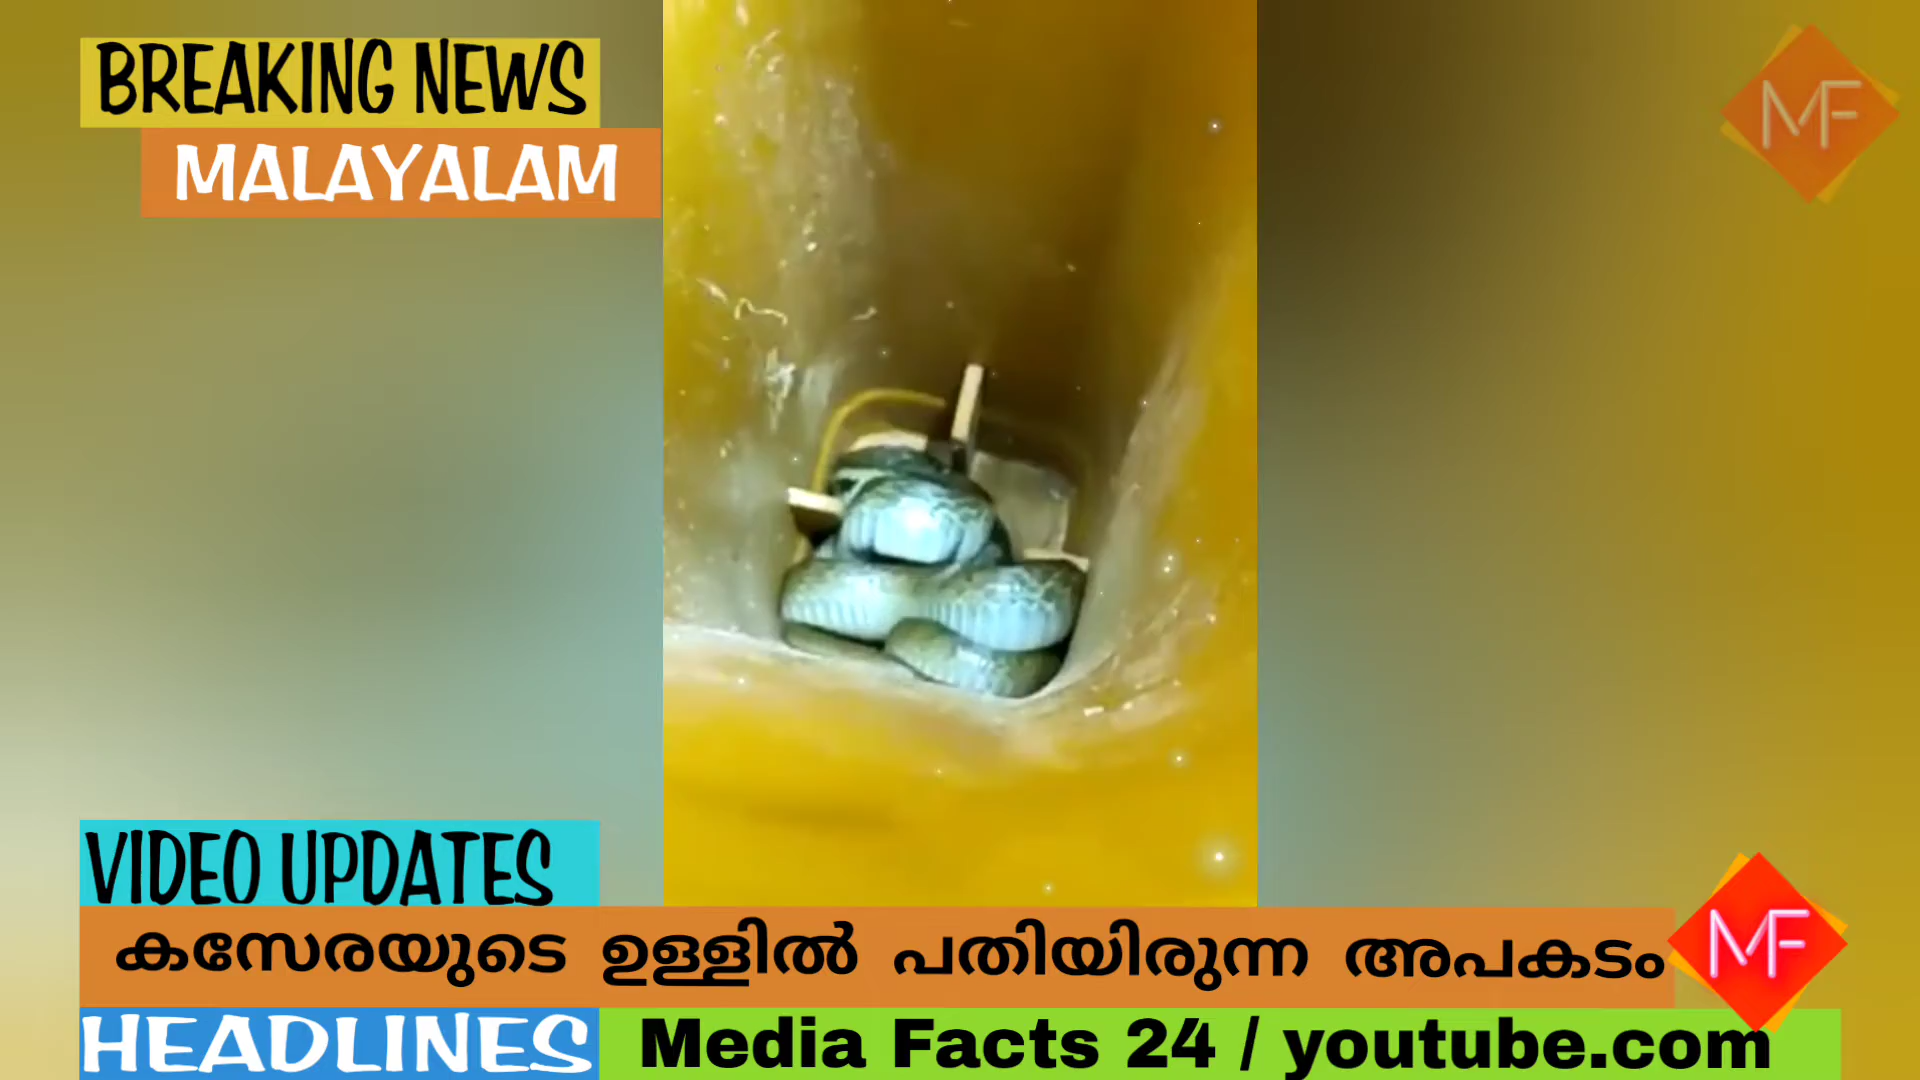 BREAKING NEWS
MALAYALAM
MF
VIDEO UPDATES
കസേരയുടെ ഉള്ളിൽ പതിയിരുന്ന അപകടം
MF
HEADLINES
Media Facts 24 / youtube.com